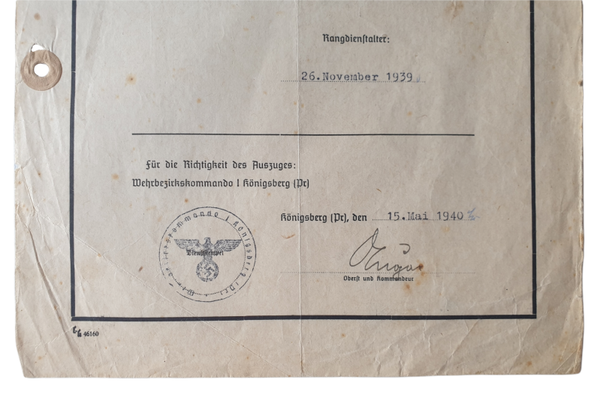 Rangdienstalter:
26.November 1939
Für die Richtigkeit des Auszuges:
Wehrbezirkskommando I Königsberg (Pr)
Königsberg (Pr), den 15.Mai 1940
Oberst und Kommandeur
46160